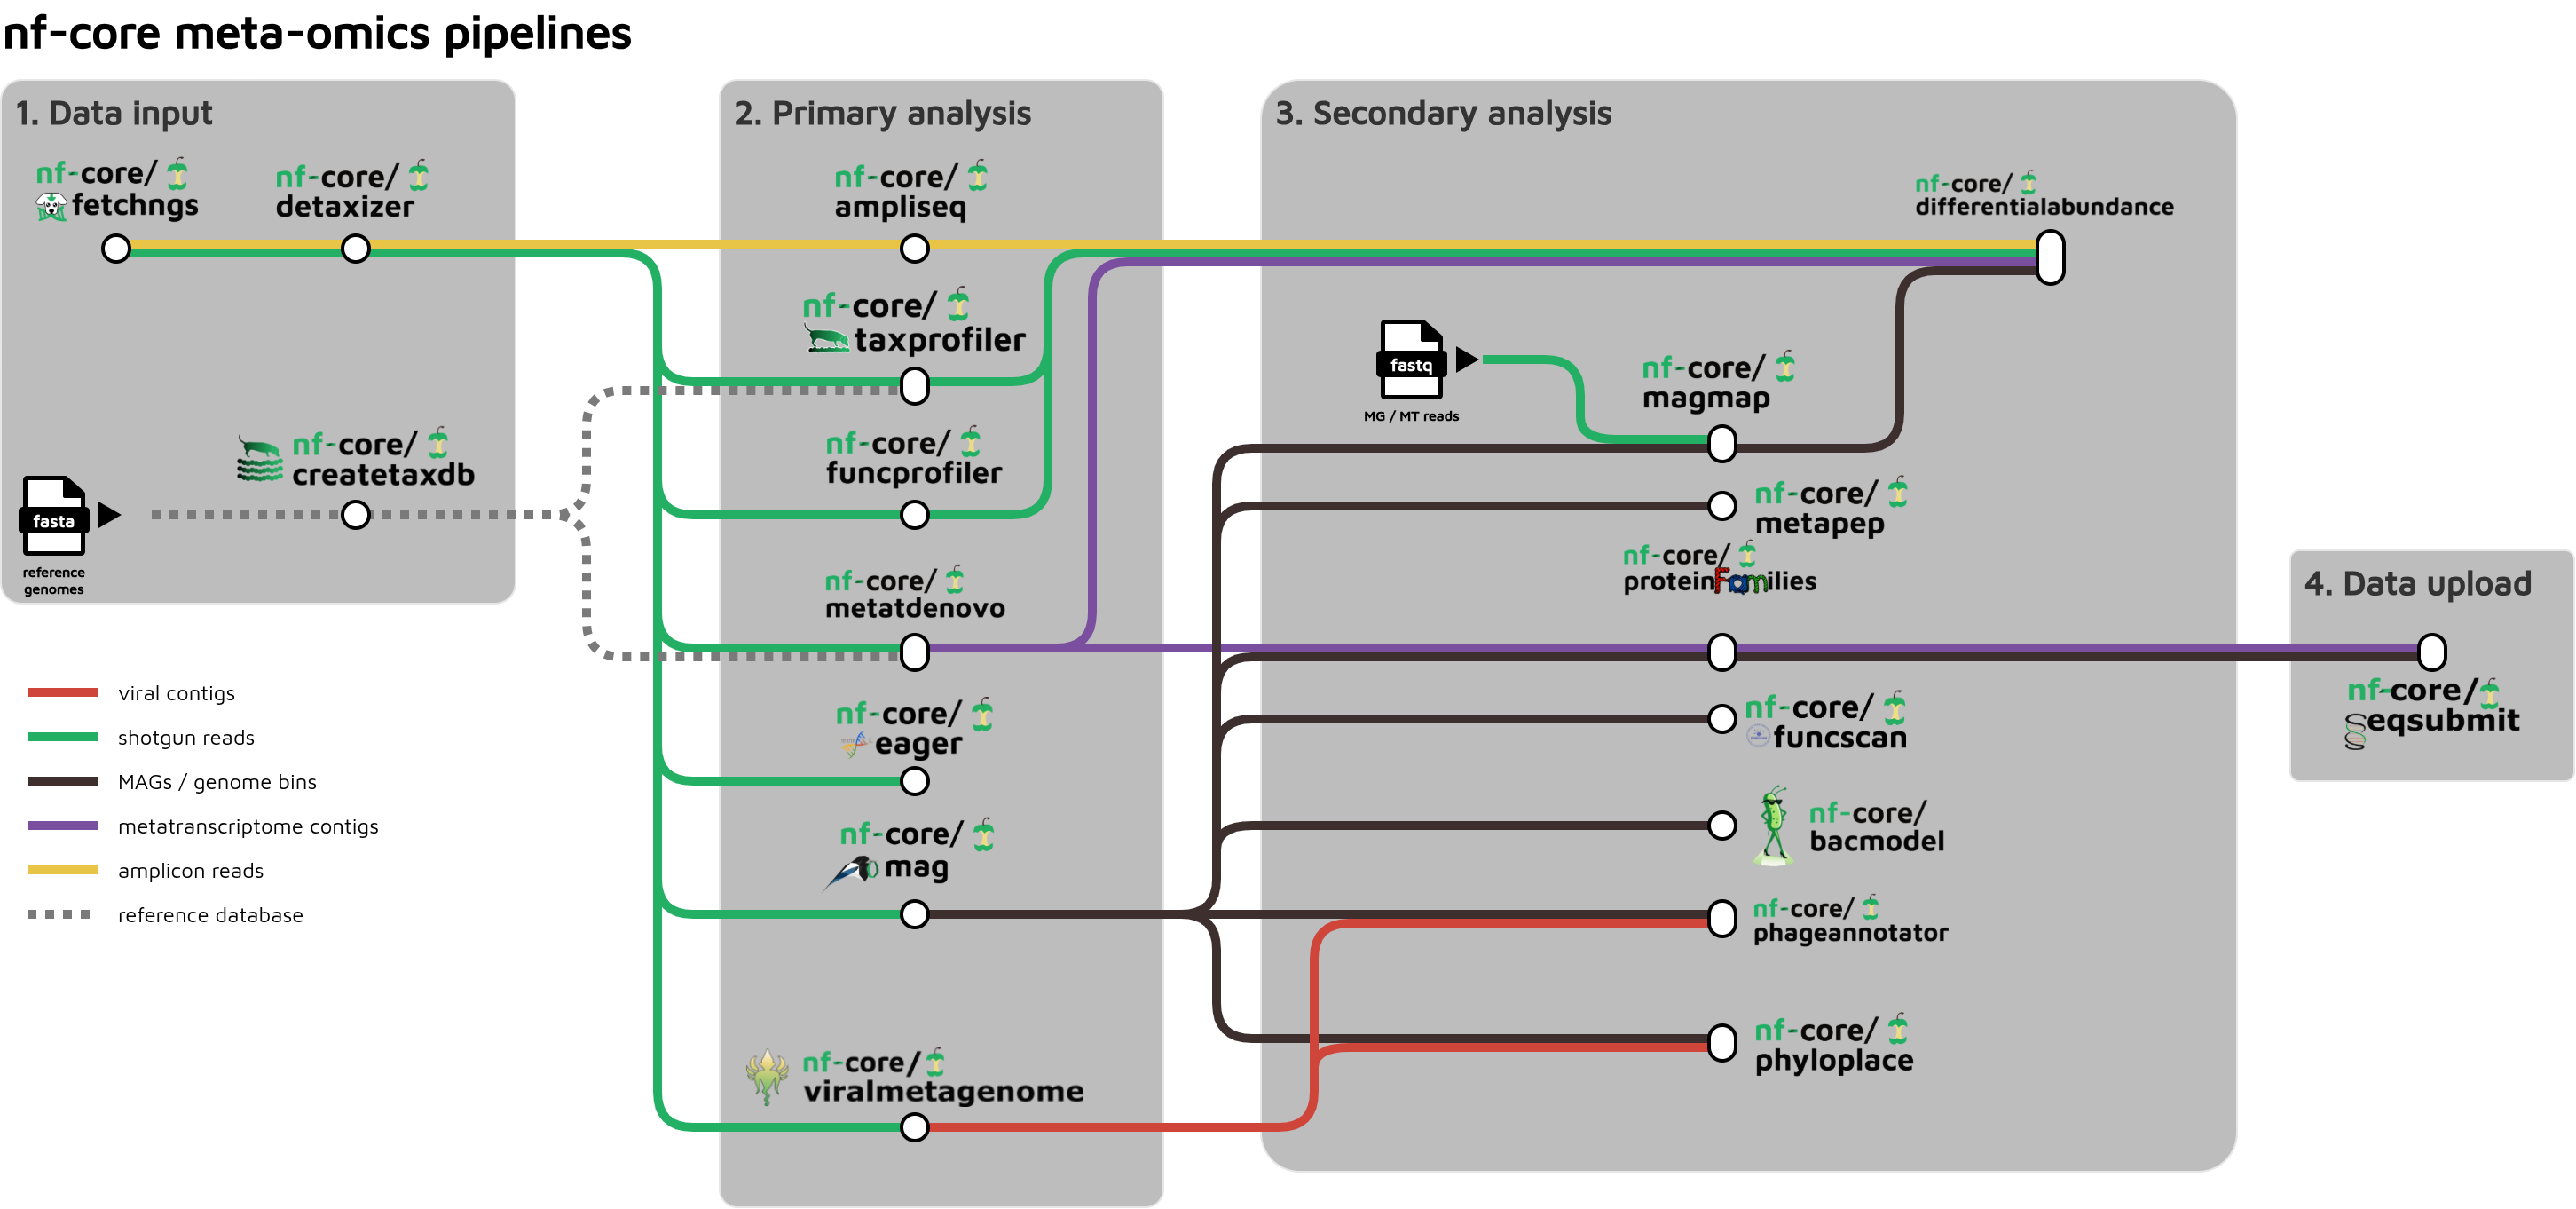 nf-core meta-omics pipelines
1. Data input
nf-core/
fetchngs
nf-core/
detaxizer
nf-core/
createtaxdb
fasta
reference
genomes
viral contigs
shotgun reads
MAGs / genome bins
metatranscriptome contigs
amplicon reads
reference database
2. Primary analysis
nf-core/
ampliseq
nf-core/
taxprofiler
nf-core/
funcprofiler
nf-core/
metatdenovo
nf-core/
eager
nf-core/
mag
nf-core/
viralmetagenome
3. Secondary analysis
nf-core/
differentialabundance
fastq
MG / MT reads
nf-core/
magmap
nf-core/
metapep
nf-core/
proteinFamilies
nf-core/
funcscan
nf-core/
bacmodel
nf-core/
phageannotator
nf-core/
phyloplace
4. Data upload
nf-core/
seqsubmit